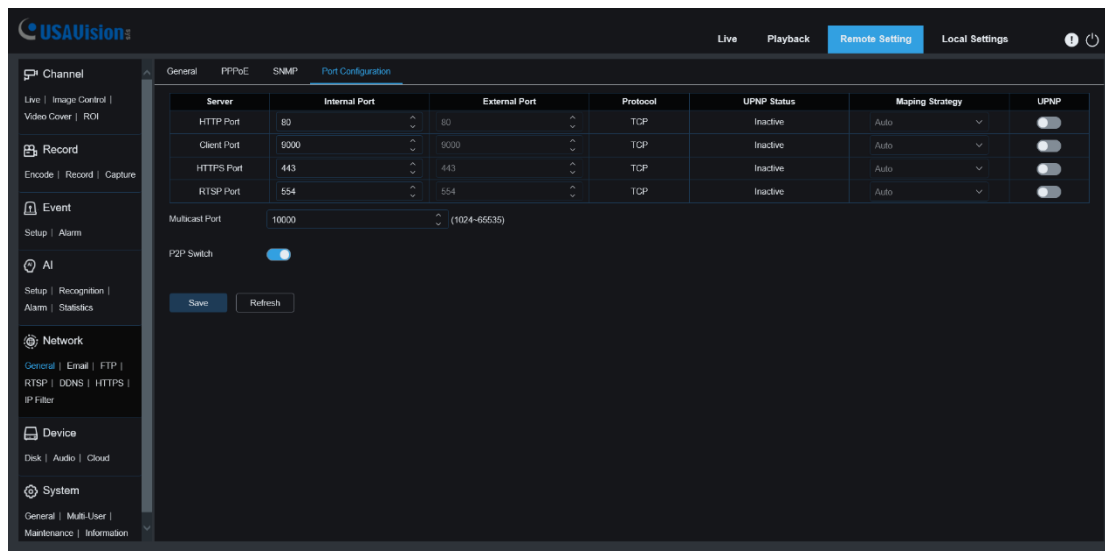 USAVision
Live Playback Remote Setting Local Settings
Channel
Live | Image Control |
Video Cover | ROI
Record
Encode | Record | Capture
Event
Setup | Alarm
AI
Setup | Recognition |
Alarm | Statistics
Network
General | Email | FTP |
RTSP | DDNS | HTTPS |
IP Filter
Device
Disk | Audio | Cloud
System
General | Multi-User |
Maintenance | Information
General PPPoE SNMP Port Configuration
Server Internal Port External Port Protocol UPNP Status Maping Strategy UPNP
HTTP Port 80 80 TCP Inactive Auto
Client Port 9000 9000 TCP Inactive Auto
HTTPS Port 443 443 TCP Inactive Auto
RTSP Port 554 554 TCP Inactive Auto
Multicast Port 10000 (1024~65535)
P2P Switch
Save Refresh